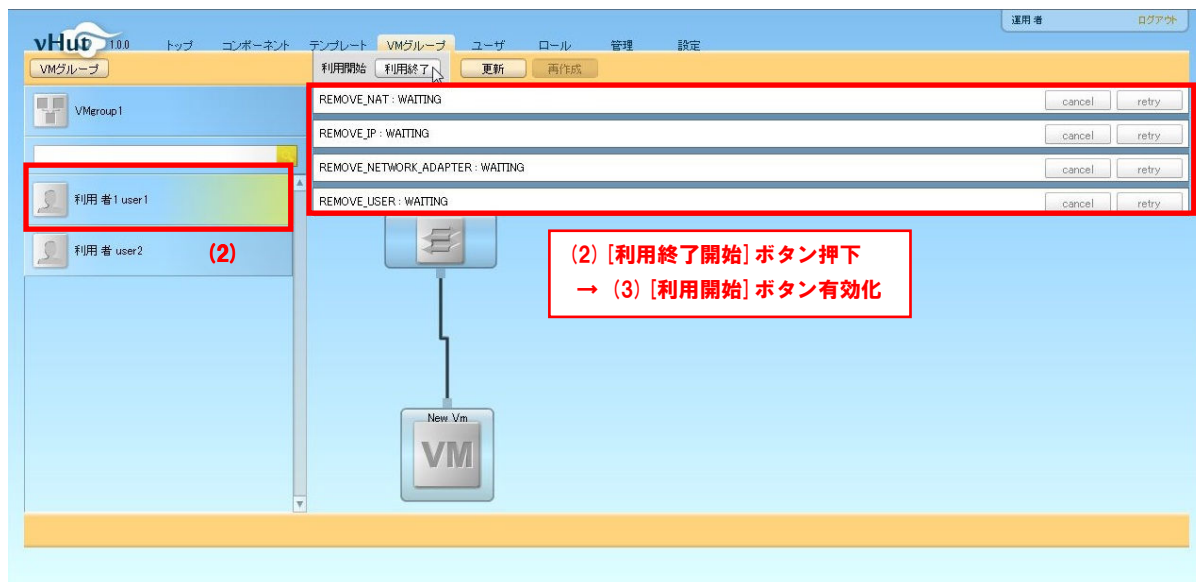 運用 者 ログアウト
vHut 1.0.0 トップ コンポーネント テンプレート VMグループ ユーザ ロール 管理 設定
VMグループ 利用開始 利用終了 更新 再作成
VMgroup1
REMOVE_NAT : WAITING cancel retry
REMOVE_IP : WAITING cancel retry
REMOVE_NETWORK_ADAPTER : WAITING cancel retry
REMOVE_USER : WAITING cancel retry
利用 者1 user1
利用 者 user2
(2)
(2) [利用終了開始] ボタン押下
→ (3) [利用開始] ボタン有効化
New Vm
VM